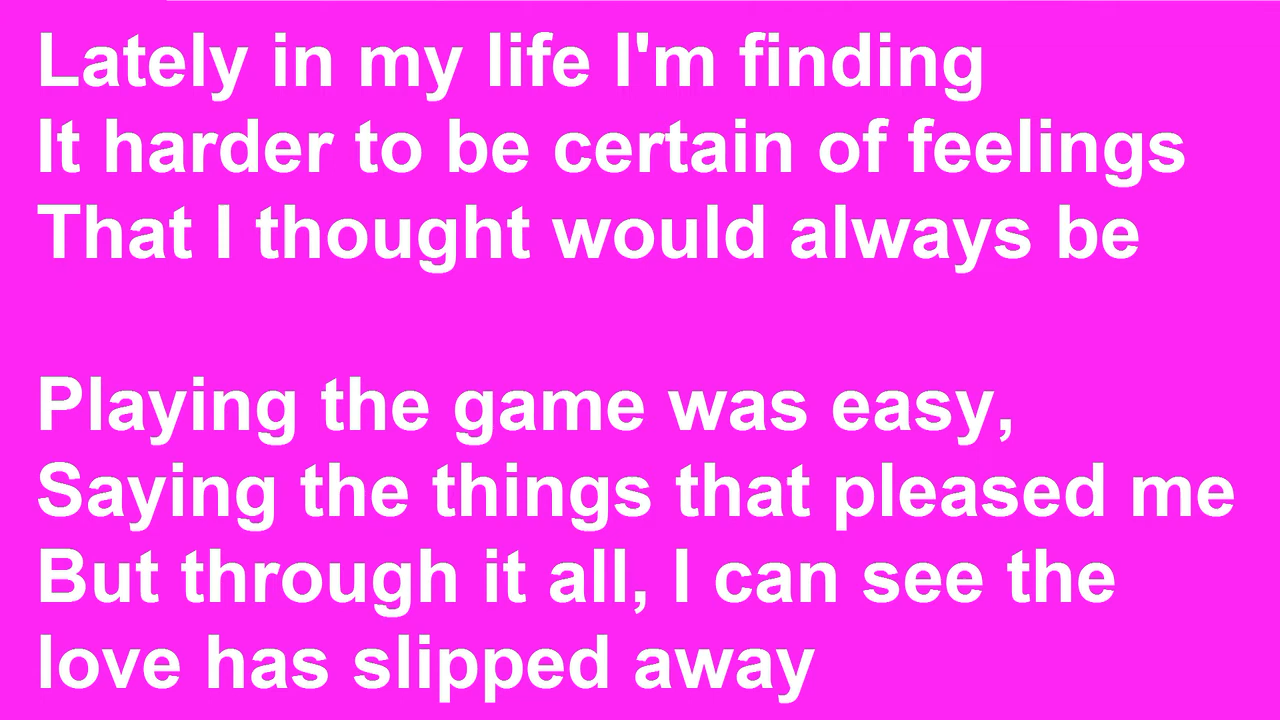 Lately in my life I'm finding
It harder to be certain of feelings
That I thought would always be
Playing the game was easy,
Saying the things that pleased me
But through it all, I can see the
love has slipped away